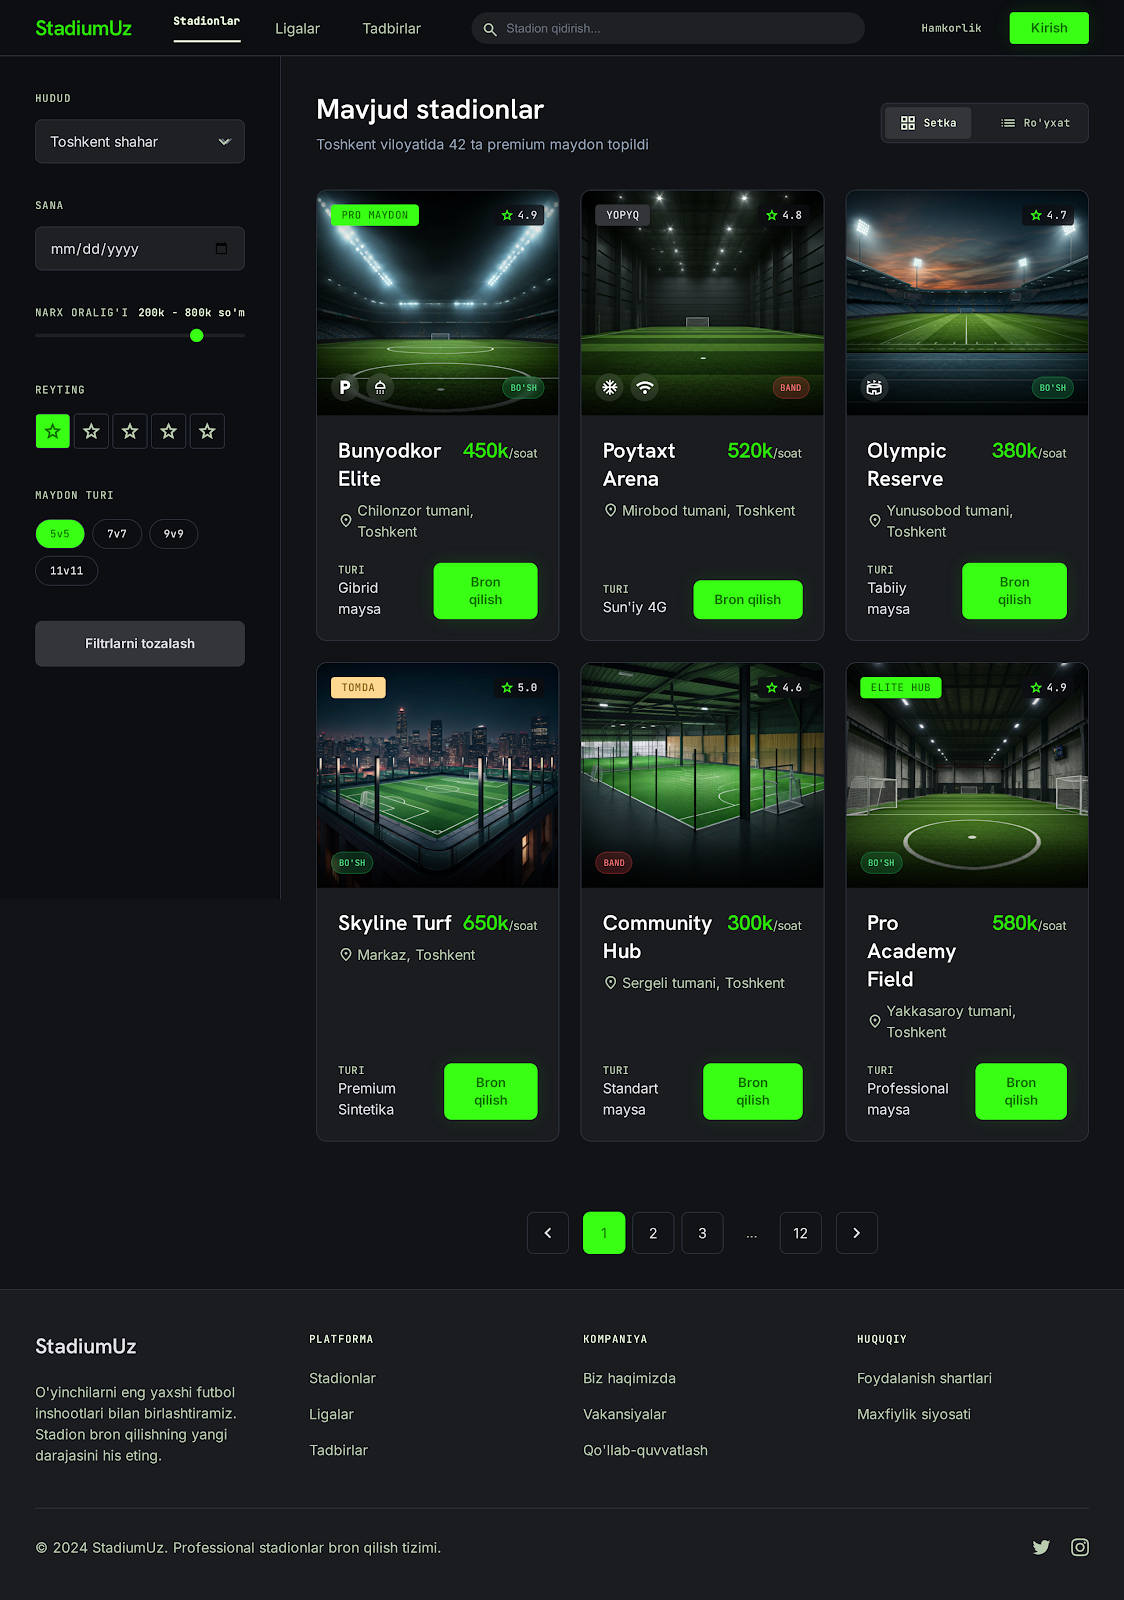 StadiumUz
Stadionlar
Ligalar
Tadbirlar
Stadion qidirish...
Hamkorlik
Kirish
HUDUD
Toshkent shahar
SANA
mm/dd/yyyy
NARX ORALIG'I 200k - 800k so'm
REYTING
MAYDON TURI
5v5
7v7
9v9
11v11
Filtrlarni tozalash
Mavjud stadionlar
Toshkent viloyatida 42 ta premium maydon topildi
Setka
Ro'yxat
PRO MAYDON
4.9
P
BO'SH
Bunyodkor
Elite
450k/soat
Chilonzor tumani,
Toshkent
TURI
Gibrid
maysa
Bron
qilish
YOPYQ
4.8
BAND
Poytaxt
Arena
520k/soat
Mirobod tumani, Toshkent
TURI
Sun'iy 4G
Bron qilish
4.7
BO'SH
Olympic
Reserve
380k/soat
Yunusobod tumani,
Toshkent
TURI
Tabiiy
maysa
Bron
qilish
TOMDA
5.0
BO'SH
Skyline Turf
650k/soat
Markaz, Toshkent
TURI
Premium
Sintetika
Bron
qilish
4.6
BAND
Community
Hub
300k/soat
Sergeli tumani, Toshkent
TURI
Standart
maysa
Bron
qilish
ELITE HUB
4.9
BO'SH
Pro
Academy
Field
580k/soat
Yakkasaroy tumani,
Toshkent
TURI
Professional
maysa
Bron
qilish
1
2
3
...
12
StadiumUz
O'yinchilarni eng yaxshi futbol
inshootlari bilan birlashtiramiz.
Stadion bron qilishning yangi
darajasini his eting.
PLATFORMA
Stadionlar
Ligalar
Tadbirlar
KOMPANIYA
Biz haqimizda
Vakansiyalar
Qo'llab-quvvatlash
HUQUQIY
Foydalanish shartlari
Maxfiylik siyosati
© 2024 StadiumUz. Professional stadionlar bron qilish tizimi.